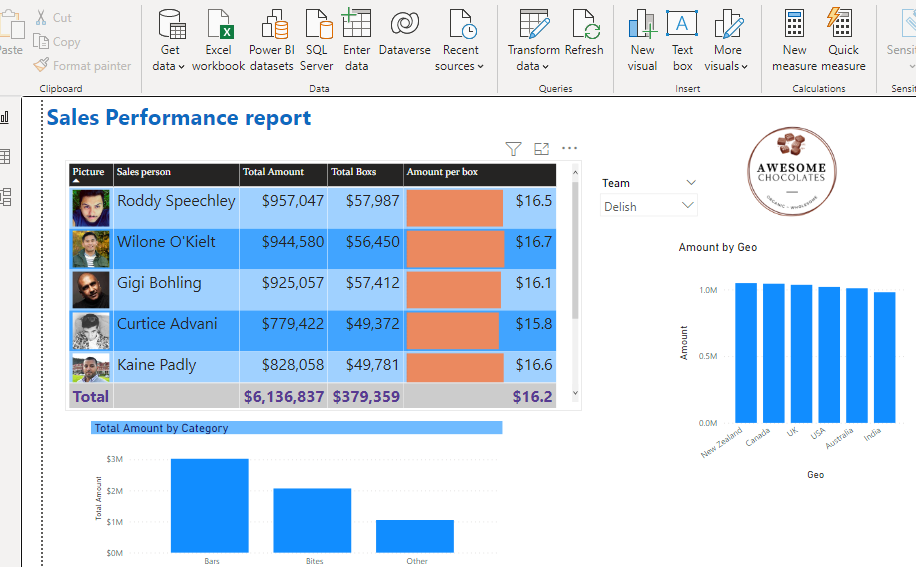 Paste
Cut
Copy
Format painter
Clipboard
Get data
Excel workbook
Power BI datasets
SQL Server
Enter data
Dataverse
Recent sources
Data
Transform data
Refresh
Queries
New visual
Text box
More visuals
Insert
New measure
Quick measure
Calculations
Sensiti
Sensit
Sales Performance report
Picture Sales person Total Amount Total Boxs Amount per box
Roddy Speechley $957,047 $57,987 $16.5
Wilone O'Kielt $944,580 $56,450 $16.7
Gigi Bohling $925,057 $57,412 $16.1
Curtice Advani $779,422 $49,372 $15.8
Kaine Padly $828,058 $49,781 $16.6
Total $6,136,837 $379,359 $16.2
Team
Delish
AWESOME
CHOCOLATES
ORGANIC - WHOLESOME
Amount by Geo
Amount
1.0M
0.5M
0.0M
New Zealand
Canada
UK
USA
Australia
India
Geo
Total Amount by Category
Total Amount
$3M
$2M
$1M
$0M
Bars
Bites
Other